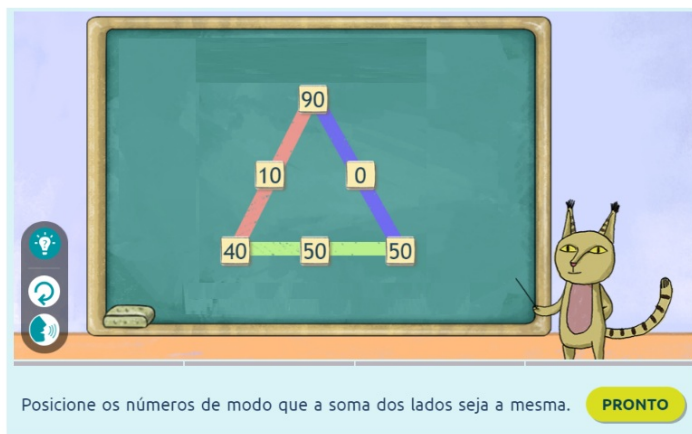 90
10 0
40 50 50
Posicione os números de modo que a soma dos lados seja a mesma.
PRONTO